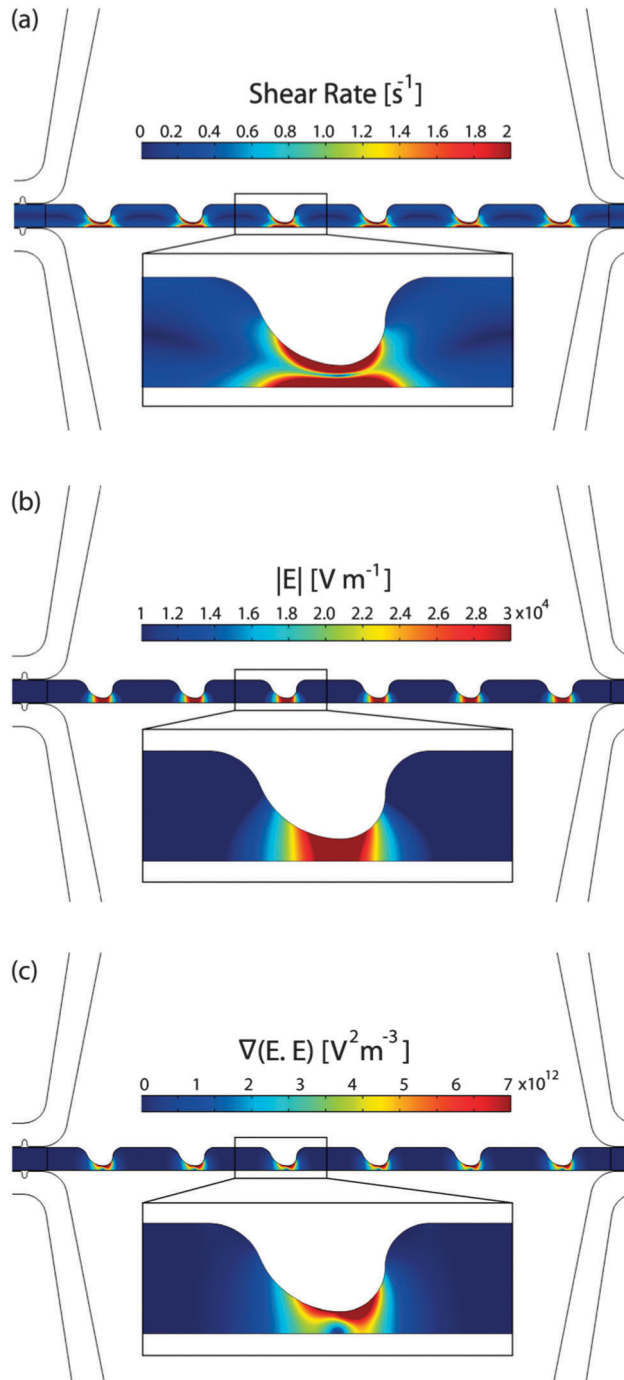 (a)
Shear Rate [s⁻¹]
0 0.2 0.4 0.6 0.8 1.0 1.2 1.4 1.6 1.8 2
(b)
|E| [V m⁻¹]
1 1.2 1.4 1.6 1.8 2.0 2.2 2.4 2.6 2.8 3 x10⁴
(c)
∇(E. E) [V²m⁻³]
0 1 2 3 4 5 6 7 x10¹²